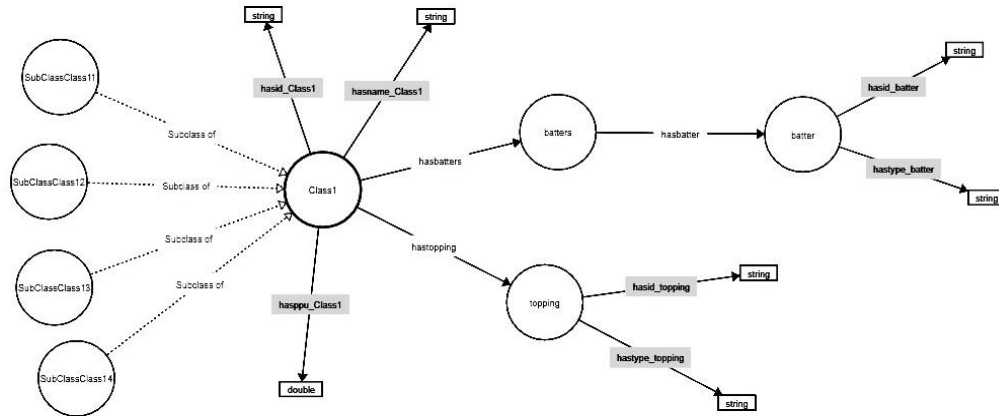 string
string
SubClassClass11
hasid_Class1
hasname_Class1
string
hasid_batter
Subclass of
batters
hasbatter
batter
hasbatters
hastype_batter
SubClassClass12
Subclass of
Class1
string
Subclass of
hastopping
string
SubClassClass13
Subclass of
hasid_topping
hasppu_Class1
topping
hastype_topping
SubClassClass14
double
string